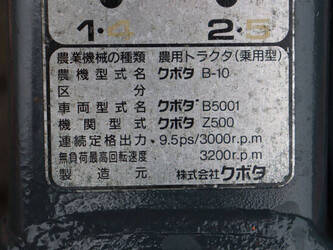 1・4 2・5
農業機械の種類 農用トラクタ(乗用型)
農機型式名 クボタ B-10
区分
車両型式名 クボタ B5001
機関型式名 クボタ Z500
連続定格出力 9.5ps/3000r.p.m
無負荷最高回転速度 3200r.p.m
製造元 株式会社クボタ